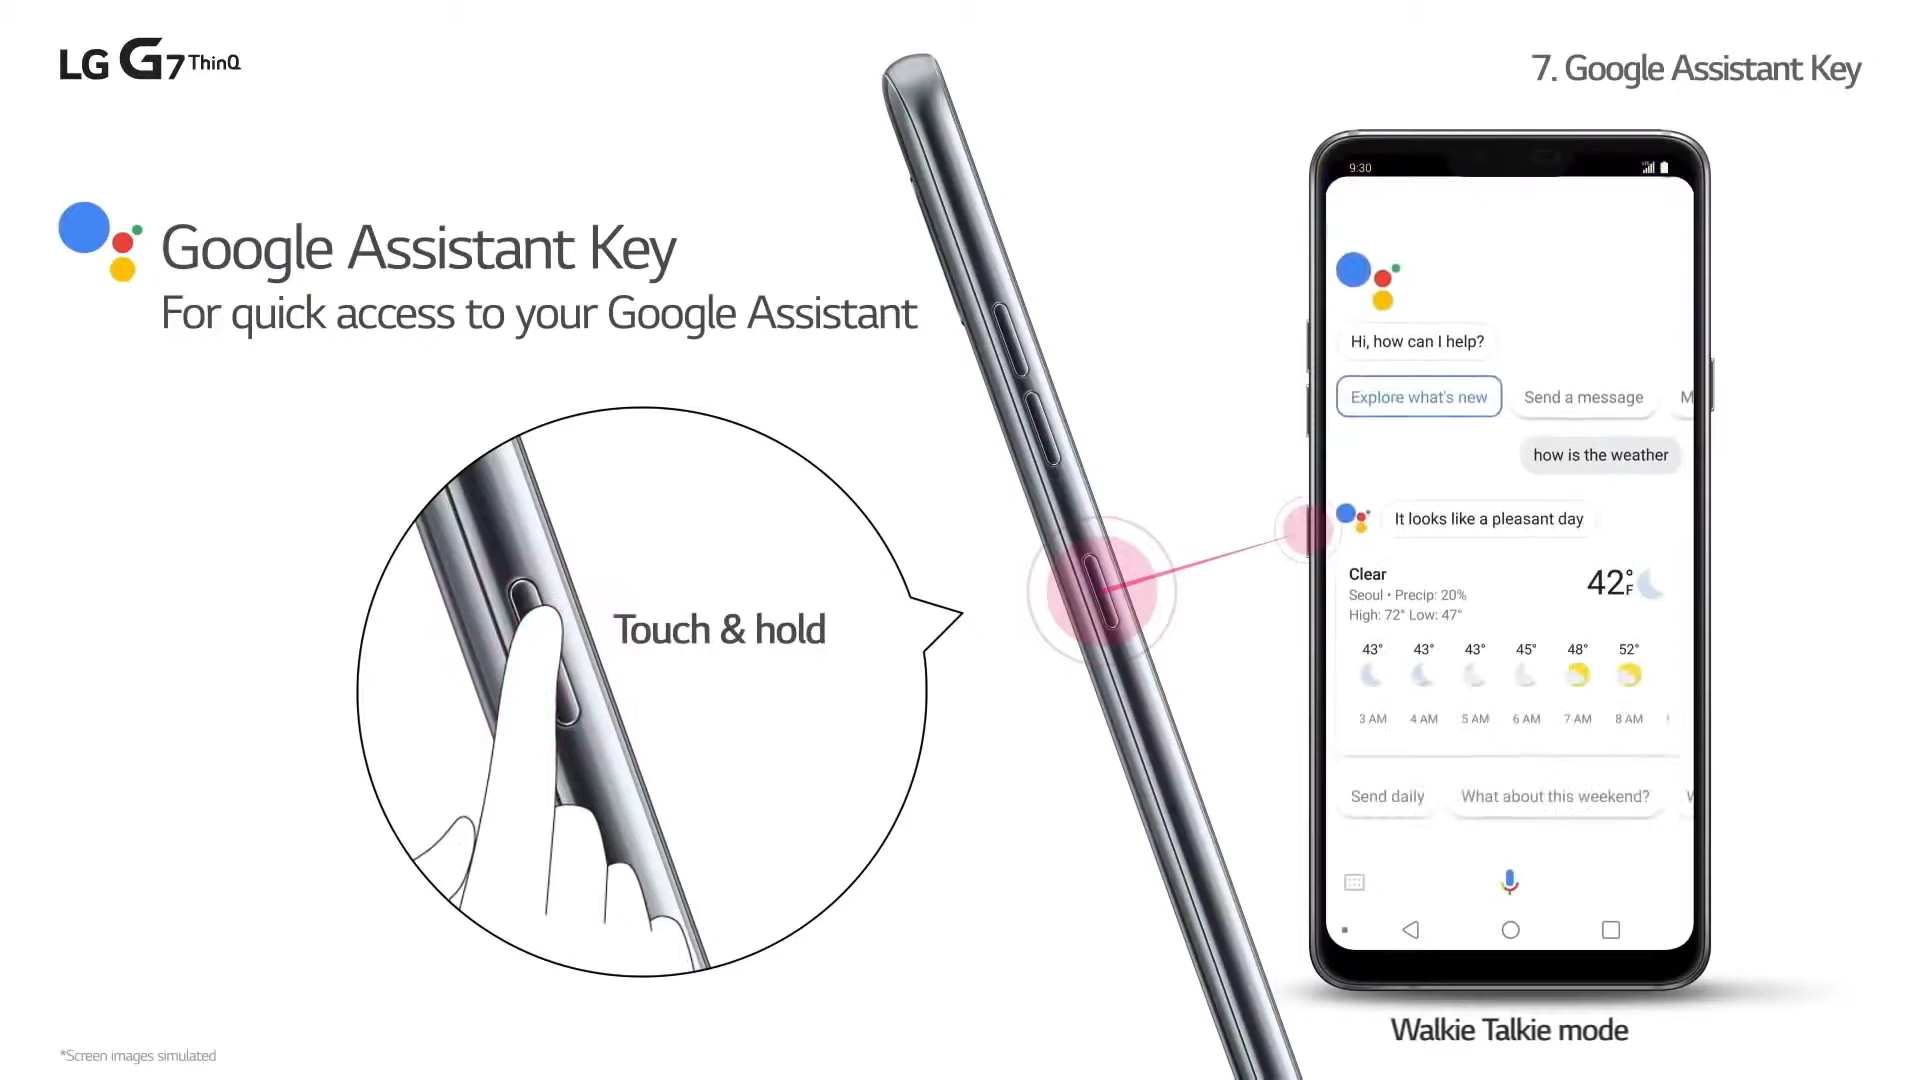 LG G7 ThinQ
7. Google Assistant Key
Google Assistant Key
For quick access to your Google Assistant
Touch & hold
9:30
Hi, how can I help?
Explore what's new
Send a message
M
how is the weather
It looks like a pleasant day
Clear
42°F
Seoul • Precip: 20%
High: 72° Low: 47°
43° 43° 43° 45° 48° 52°
3 AM 4 AM 5 AM 6 AM 7 AM 8 AM
Send daily
What about this weekend?
Walkie Talkie mode
*Screen images simulated